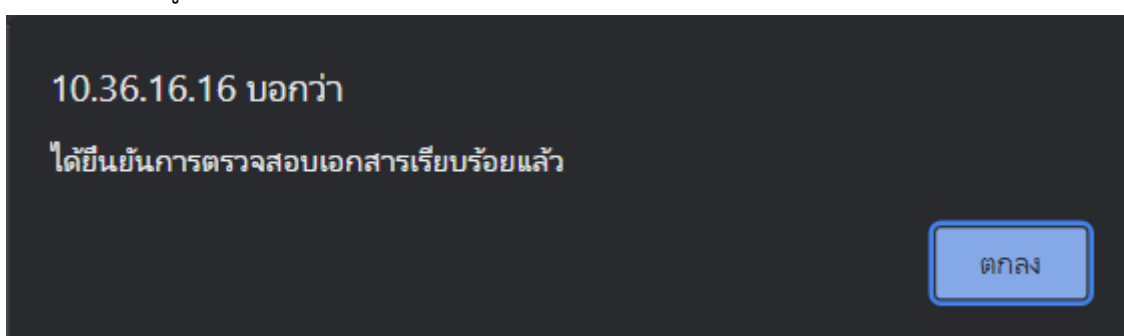 10.36.16.16 บอกว่า
ได้ยืนยันการตรวจสอบเอกสารเรียบร้อยแล้ว
ตกลง